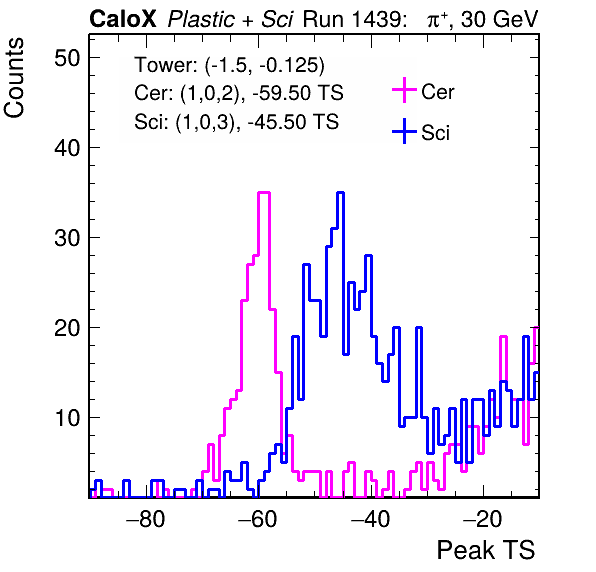 CaloX Plastic + Sci Run 1439: π⁺, 30 GeV
Counts
Tower: (-1.5, -0.125)
Cer: (1,0,2), -59.50 TS
Sci: (1,0,3), -45.50 TS
Cer
Sci
50
40
30
20
10
−80 −60 −40 −20
Peak TS